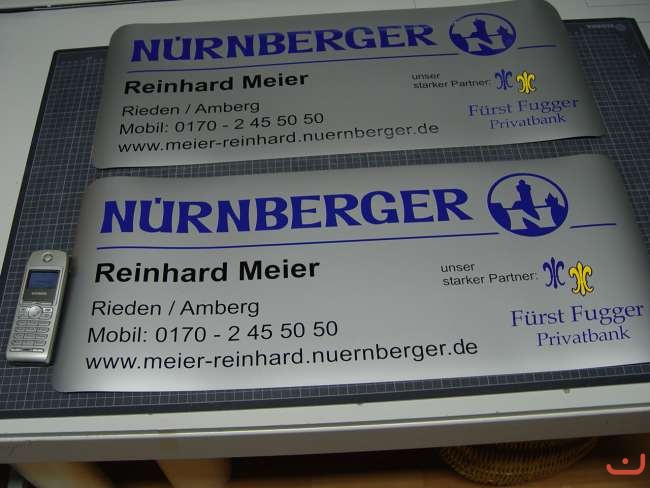 NÜRNBERGER
Reinhard Meier
unser
starker Partner:
Rieden / Amberg
Mobil: 0170 - 2 45 50 50
www.meier-reinhard.nuernberger.de
Fürst Fugger
Privatbank
NÜRNBERGER
Reinhard Meier
unser
starker Partner:
Rieden / Amberg
Mobil: 0170 - 2 45 50 50
www.meier-reinhard.nuernberger.de
Fürst Fugger
Privatbank